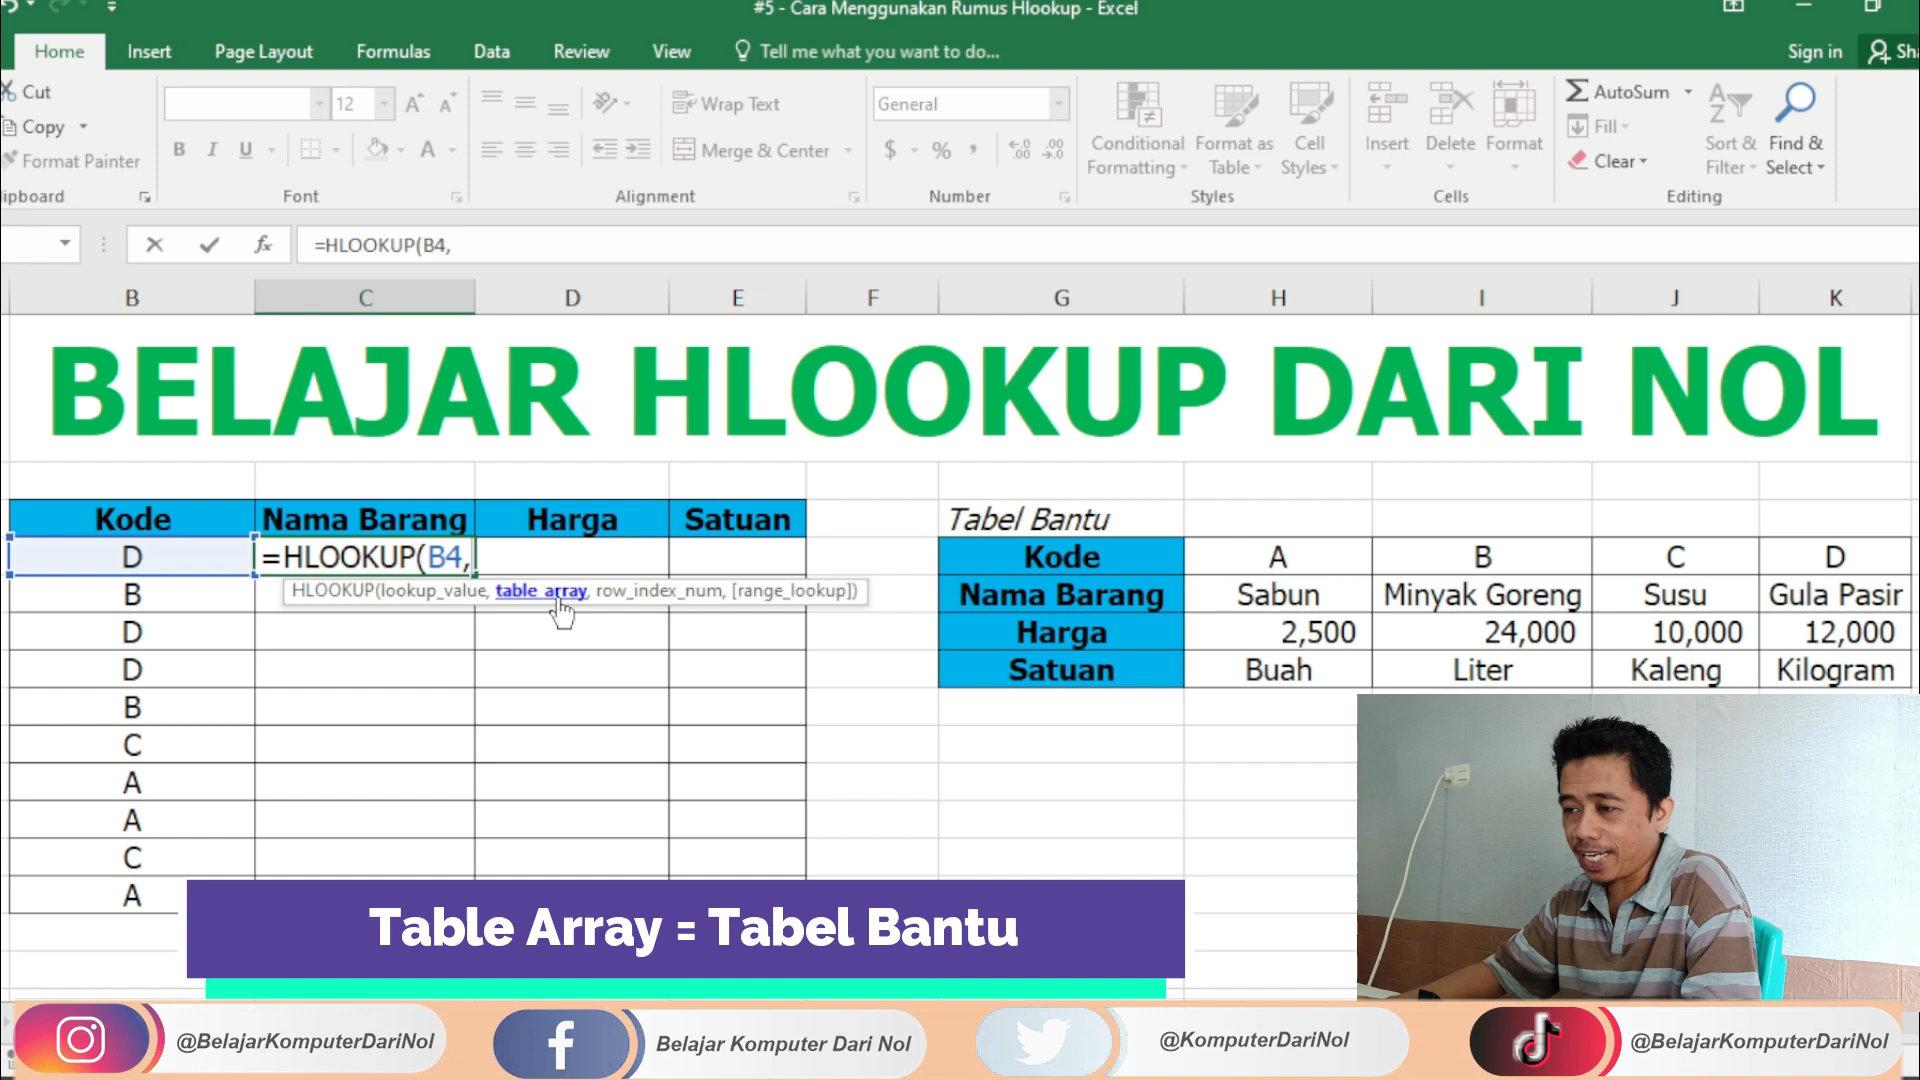 #5 - Cara Menggunakan Rumus Hlookup - Excel
Home Insert Page Layout Formulas Data Review View Tell me what you want to do... Sign in
Cut
Copy
Format Painter
12
Wrap Text
Merge & Center
General
Conditional Formatting
Format as Table
Cell Styles
Insert Delete Format
AutoSum
Fill
Clear
Sort & Filter
Find & Select
Font Alignment Number Styles Cells Editing
=HLOOKUP(B4,
B C D E F G H I J K
BELAJAR HLOOKUP DARI NOL
Kode Nama Barang Harga Satuan Tabel Bantu
D =HLOOKUP(B4, Kode A B C D
HLOOKUP(lookup_value, table_array, row_index_num, [range_lookup])
B Nama Barang Sabun Minyak Goreng Susu Gula Pasir
D Harga 2,500 24,000 10,000 12,000
D Satuan Buah Liter Kaleng Kilogram
B
C
A
A
C
A
Table Array = Tabel Bantu
@BelajarKomputerDariNol Belajar Komputer Dari Nol @KomputerDariNol @BelajarKomputerDariNol